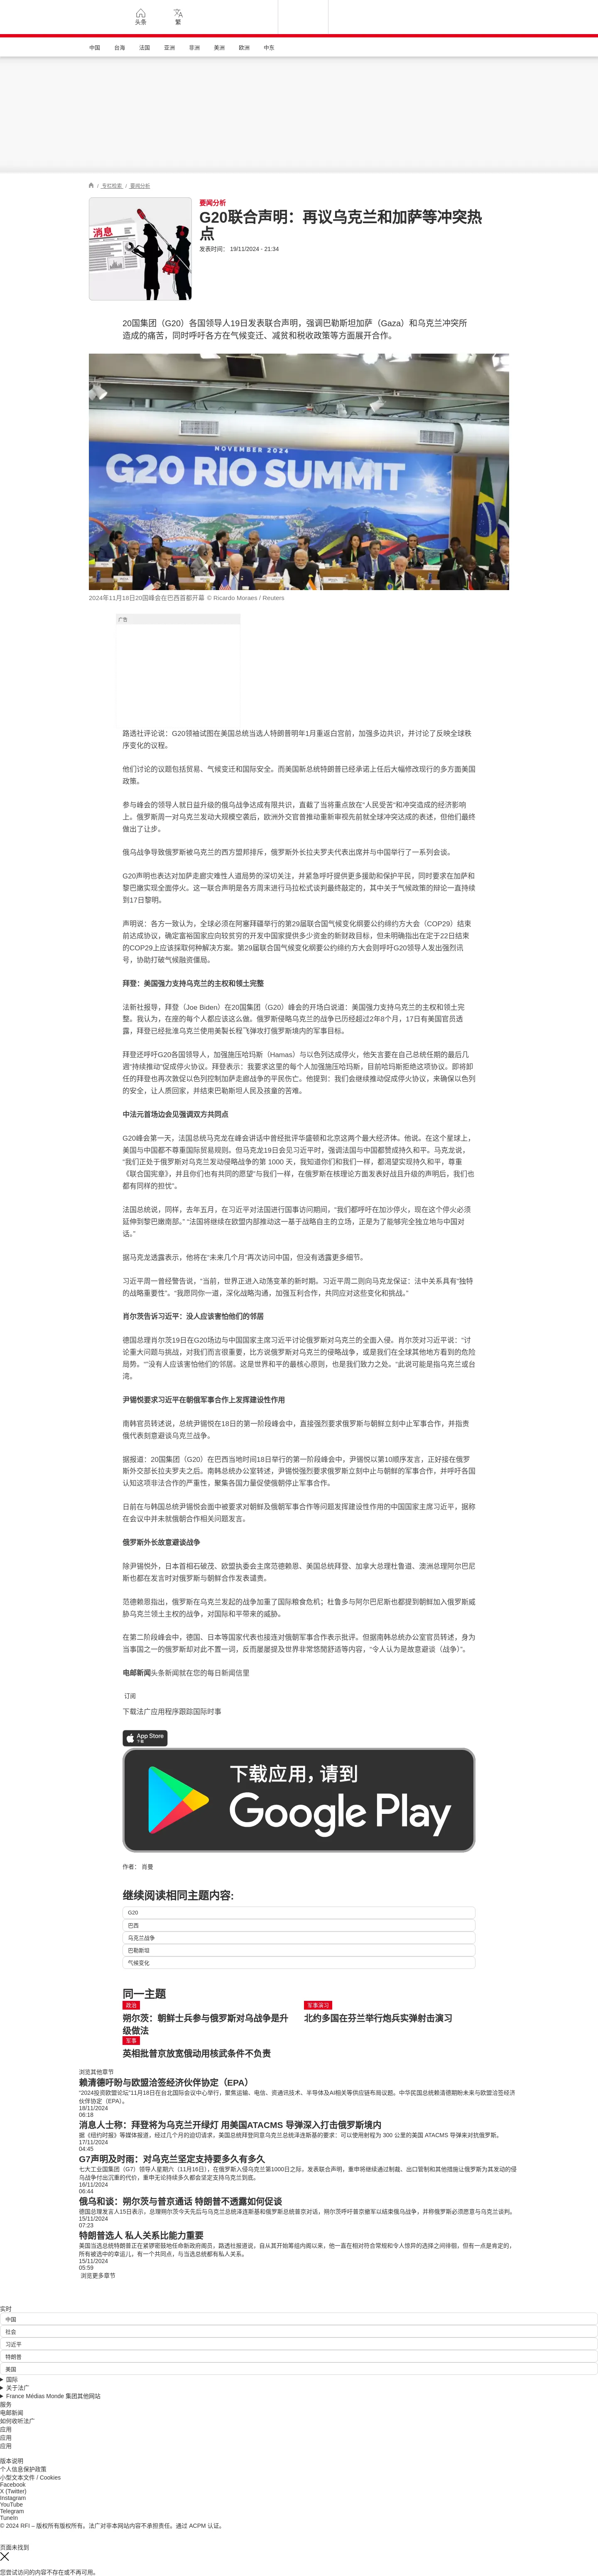 头条
繁
中国
台海
法国
亚洲
非洲
美洲
欧洲
中东
/ 专栏检索 / 要闻分析
消息
要闻分析
G20联合声明：再议乌克兰和加萨等冲突热
点
发表时间： 19/11/2024 - 21:34
20国集团（G20）各国领导人19日发表联合声明，强调巴勒斯坦加萨（Gaza）和乌克兰冲突所
造成的痛苦，同时呼吁各方在气候变迁、减贫和税收政策等方面展开合作。
NOVEMBER 2024
G20 RIO SUMMIT
2024年11月18日20国峰会在巴西首都开幕 © Ricardo Moraes / Reuters
广告
路透社评论说：G20领袖试图在美国总统当选人特朗普明年1月重返白宫前，加强多边共识，并讨论了反映全球秩
序变化的议程。
他们讨论的议题包括贸易、气候变迁和国际安全。而美国新总统特朗普已经承诺上任后大幅修改现行的多方面美国
政策。
参与峰会的领导人就日益升级的俄乌战争达成有限共识，直截了当将重点放在“人民受苦”和冲突造成的经济影响
上。俄罗斯周一对乌克兰发动大规模空袭后，欧洲外交官曾推动重新审视先前就全球冲突达成的表述，但他们最终
做出了让步。
俄乌战争导致俄罗斯被乌克兰的西方盟邦排斥，俄罗斯外长拉夫罗夫代表出席并与中国举行了一系列会谈。
G20声明也表达对加萨走廊灾难性人道局势的深切关注，并紧急呼吁提供更多援助和保护平民，同时要求在加萨和
黎巴嫩实现全面停火。这一联合声明是各方周末进行马拉松式谈判最终敲定的，其中关于气候政策的辩论一直持续
到17日黎明。
声明说：各方一致认为，全球必须在阿塞拜疆举行的第29届联合国气候变化纲要公约缔约方大会（COP29）结束
前达成协议，确定富裕国家应向较贫穷的开发中国家提供多少资金的新财政目标，但未明确指出在定于22日结束
的COP29上应该採取何种解决方案。第29届联合国气候变化纲要公约缔约方大会则呼吁G20领导人发出强烈讯
号，协助打破气候融资僵局。
拜登：美国强力支持乌克兰的主权和领土完整
法新社报导，拜登（Joe Biden）在20国集团（G20）峰会的开场白说道：美国强力支持乌克兰的主权和领土完
整。我认为，在座的每个人都应该这么做。俄罗斯侵略乌克兰的战争已历经超过2年8个月，17日有美国官员透
露，拜登已经批准乌克兰使用美製长程飞弹攻打俄罗斯境内的军事目标。
拜登还呼吁G20各国领导人，加强施压哈玛斯（Hamas）与以色列达成停火，他矢言要在自己总统任期的最后几
週“持续推动”促成停火协议。拜登表示：我要求这里的每个人加强施压哈玛斯，目前哈玛斯拒绝这项协议。即将卸
任的拜登也再次敦促以色列控制加萨走廊战争的平民伤亡。他提到：我们会继续推动促成停火协议，来确保以色列
的安全，让人质回家，并结束巴勒斯坦人民及孩童的苦难。
中法元首场边会见强调双方共同点
G20峰会第一天，法国总统马克龙在峰会讲话中曾经批评华盛顿和北京这两个最大经济体。他说。在这个星球上，
美国与中国都不尊重国际贸易规则。但马克龙19日会见习近平时，强调法国与中国都赞成持久和平。马克龙说，
“我们正处于俄罗斯对乌克兰发动侵略战争的第 1000 天，我知道你们和我们一样，都渴望实现持久和平，尊重
《联合国宪章》，并且你们也有共同的愿望”与我们一样，在俄罗斯在核理论方面发表好战且升级的声明后，我们也
都有同样的担忧”。
法国总统说，同样，去年五月，在习近平对法国进行国事访问期间，“我们都呼吁在加沙停火，现在这个停火必须
延伸到黎巴嫩南部。” “法国将继续在欧盟内部推动这一基于战略自主的立场，正是为了能够完全独立地与中国对
话。”
据马克龙透露表示，他将在“未来几个月”再次访问中国，但没有透露更多细节。
习近平周一曾经警告说，“当前，世界正进入动荡变革的新时期。习近平周二则向马克龙保证：法中关系具有“独特
的战略重要性”。“我愿同你一道，深化战略沟通，加强互利合作，共同应对这些变化和挑战。”
肖尔茨告诉习近平：没人应该害怕他们的邻居
德国总理肖尔茨19日在G20场边与中国国家主席习近平讨论俄罗斯对乌克兰的全面入侵。肖尔茨对习近平说：“讨
论重大问题与挑战，对我们而言很重要，比方说俄罗斯对乌克兰的侵略战争，或是我们在全球其他地方看到的危险
局势。““没有人应该害怕他们的邻居。这是世界和平的最核心原则，也是我们致力之处。”此说可能是指乌克兰或台
湾。
尹锡悦要求习近平在朝俄军事合作上发挥建设性作用
南韩官员转述说，总统尹锡悦在18日的第一阶段峰会中，直接强烈要求俄罗斯与朝鲜立刻中止军事合作，并指责
俄代表刻意避谈乌克兰战争。
据报道：20国集团（G20）在巴西当地时间18日举行的第一阶段峰会中，尹锡悦以第10顺序发言，正好接在俄罗
斯外交部长拉夫罗夫之后。南韩总统办公室转述，尹锡悦强烈要求俄罗斯立刻中止与朝鲜的军事合作，并呼吁各国
认知这项非法合作的严重性，聚集各国力量促使俄朝停止军事合作。
日前在与韩国总统尹锡悦会面中被要求对朝鲜及俄朝军事合作等问题发挥建设性作用的中国国家主席习近平，据称
在会议中并未就俄朝合作相关问题发言。
俄罗斯外长故意避谈战争
除尹锡悦外，日本首相石破茂、欧盟执委会主席范德赖恩、美国总统拜登、加拿大总理杜鲁道、澳洲总理阿尔巴尼
斯也都在发言时对俄罗斯与朝鲜合作发表谴责。
范德赖恩指出，俄罗斯在乌克兰发起的战争加重了国际粮食危机；杜鲁多与阿尔巴尼斯也都提到朝鲜加入俄罗斯威
胁乌克兰领土主权的战争，对国际和平带来的威胁。
在第二阶段峰会中，德国、日本等国家代表也接连对俄朝军事合作表示批评。但据南韩总统办公室官员转述，身为
当事国之一的俄罗斯却对此不置一词，反而屡屡提及世界非常悠閒舒适等内容，“令人认为是故意避谈（战争）”。
电邮新闻头条新闻就在您的每日新闻信里
订阅
下载法广应用程序跟踪国际时事
App Store
下载
下载应用，请到
Google Play
作者： 肖曼
继续阅读相同主题内容:
G20
巴西
乌克兰战争
巴勒斯坦
气候变化
同一主题
政治
朔尔茨：朝鲜士兵参与俄罗斯对乌战争是升
级做法
军事演习
北约多国在芬兰举行炮兵实弹射击演习
军事
英相批普京放宽俄动用核武条件不负责
浏览其他章节
赖清德吁盼与欧盟洽签经济伙伴协定（EPA）
“2024投资欧盟论坛”11月18日在台北国际会议中心举行，聚焦运输、电信、资通讯技术、半导体及AI相关等供应链布局议题。中华民国总统赖清德期盼未来与欧盟洽签经济
伙伴协定（EPA）。
18/11/2024
06:18
消息人士称：拜登将为乌克兰开绿灯 用美国ATACMS 导弹深入打击俄罗斯境内
据《纽约时报》等媒体报道，经过几个月的迫切请求，美国总统拜登同意乌克兰总统泽连斯基的要求：可以使用射程为 300 公里的美国 ATACMS 导弹来对抗俄罗斯。
17/11/2024
04:45
G7声明及时雨：对乌克兰坚定支持要多久有多久
七大工业国集团（G7）领导人星期六（11月16日），在俄罗斯入侵乌克兰第1000日之际，发表联合声明，重申将继续通过制裁、出口管制和其他措施让俄罗斯为其发动的侵
乌战争付出沉重的代价，重申无论持续多久都会坚定支持乌克兰到底。
16/11/2024
06:44
俄乌和谈：朔尔茨与普京通话 特朗普不透露如何促谈
德国总理发言人15日表示，总理朔尔茨今天先后与乌克兰总统泽连斯基和俄罗斯总统普京对话，朔尔茨呼吁普京撤军以结束俄乌战争，并称俄罗斯必须愿意与乌克兰谈判。
15/11/2024
07:23
特朗普选人 私人关系比能力重要
美国当选总统特朗普正在紧锣密鼓地任命新政府阁员，路透社报道说，自从其开始筹组内阁以来，他一直在相对符合常规和令人惊异的选择之间徘徊，但有一点是肯定的，
所有被选中的幸运儿，有一个共同点，与当选总统都有私人关系。
15/11/2024
05:59
浏览更多章节
实时
中国
社会
习近平
特朗普
美国
国际
关于法广
France Médias Monde 集团其他网站
服务
电邮新闻
如何收听法广
应用
应用
应用
版本说明
个人信息保护政策
小型文本文件 / Cookies
Facebook
X (Twitter)
Instagram
YouTube
Telegram
TuneIn
© 2024 RFI – 版权所有版权所有。法广对非本网站内容不承担责任。通过 ACPM 认证。
页面未找到
您尝试访问的内容不存在或不再可用。